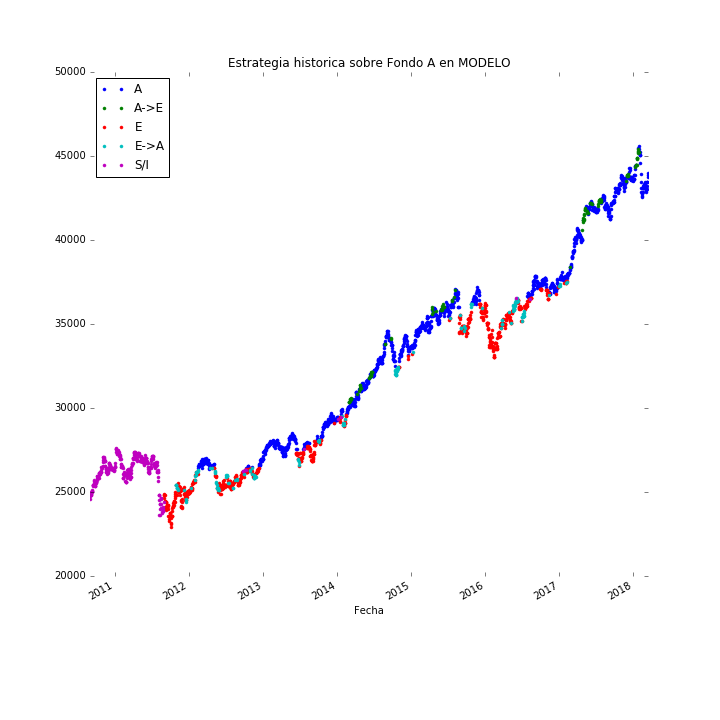 Estrategia historica sobre Fondo A en MODELO
50000
45000
40000
35000
30000
25000
20000
A
A->E
E
E->A
S/I
2011
2012
2013
2014
2015
2016
2017
2018
Fecha